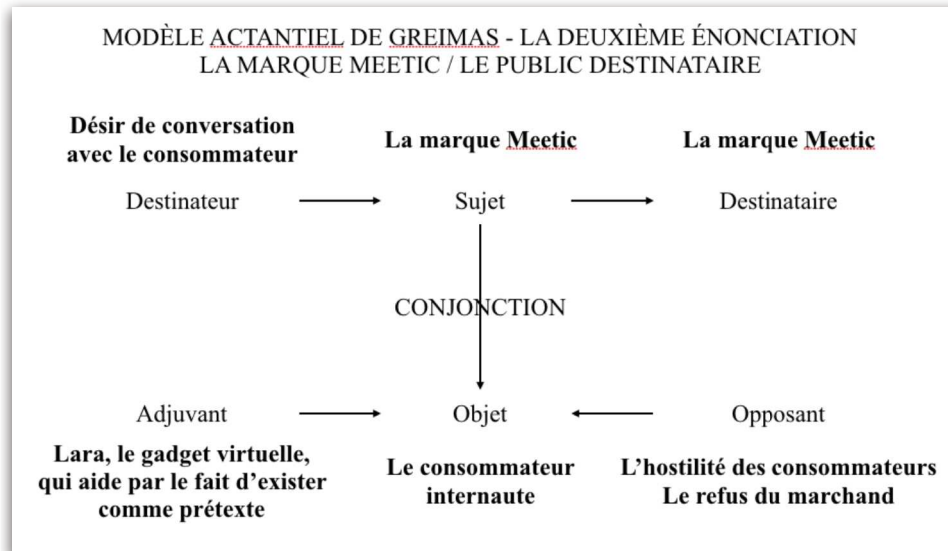 MODÈLE ACTANTIEL DE GREIMAS - LA DEUXIÈME ÉNONCIATION
LA MARQUE MEETIC / LE PUBLIC DESTINATAIRE
Désir de conversation
avec le consommateur
La marque Meetic
La marque Meetic
Destinateur
Sujet
Destinataire
CONJONCTION
Adjuvant
Objet
Opposant
Lara, le gadget virtuelle,
qui aide par le fait d’exister
comme prétexte
Le consommateur
internaute
L’hostilité des consommateurs
Le refus du marchand